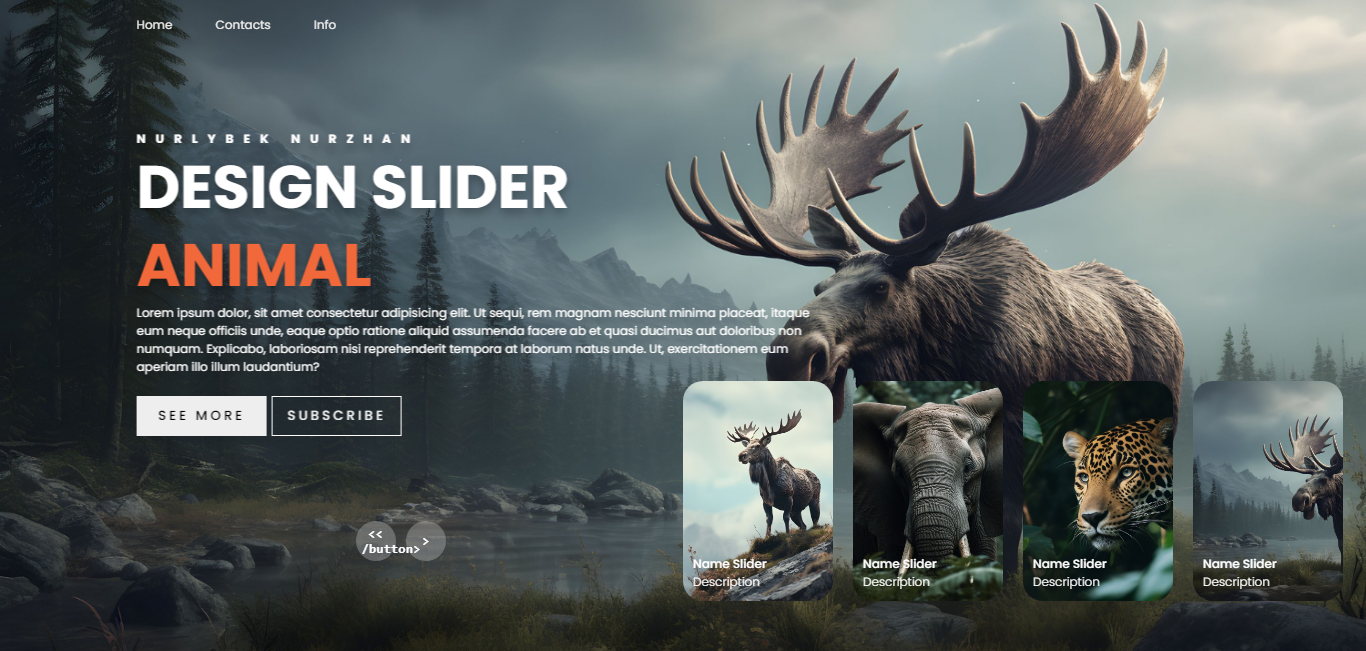 Home Contacts Info
NURLYBEK NURZHAN
DESIGN SLIDER
ANIMAL
Lorem ipsum dolor, sit amet consectetur adipisicing elit. Ut sequi, rem magnam nesciunt minima placeat, itaque
eum neque officiis unde, eaque optio ratione aliquid assumenda facere ab et quasi ducimus aut doloribus non
numquam. Explicabo, laboriosam nisi reprehenderit tempora at laborum natus unde. Ut, exercitationem eum
aperiam illo illum laudantium?
SEE MORE SUBSCRIBE
<<
/button> >
Name Slider
Description
Name Slider
Description
Name Slider
Description
Name Slider
Description